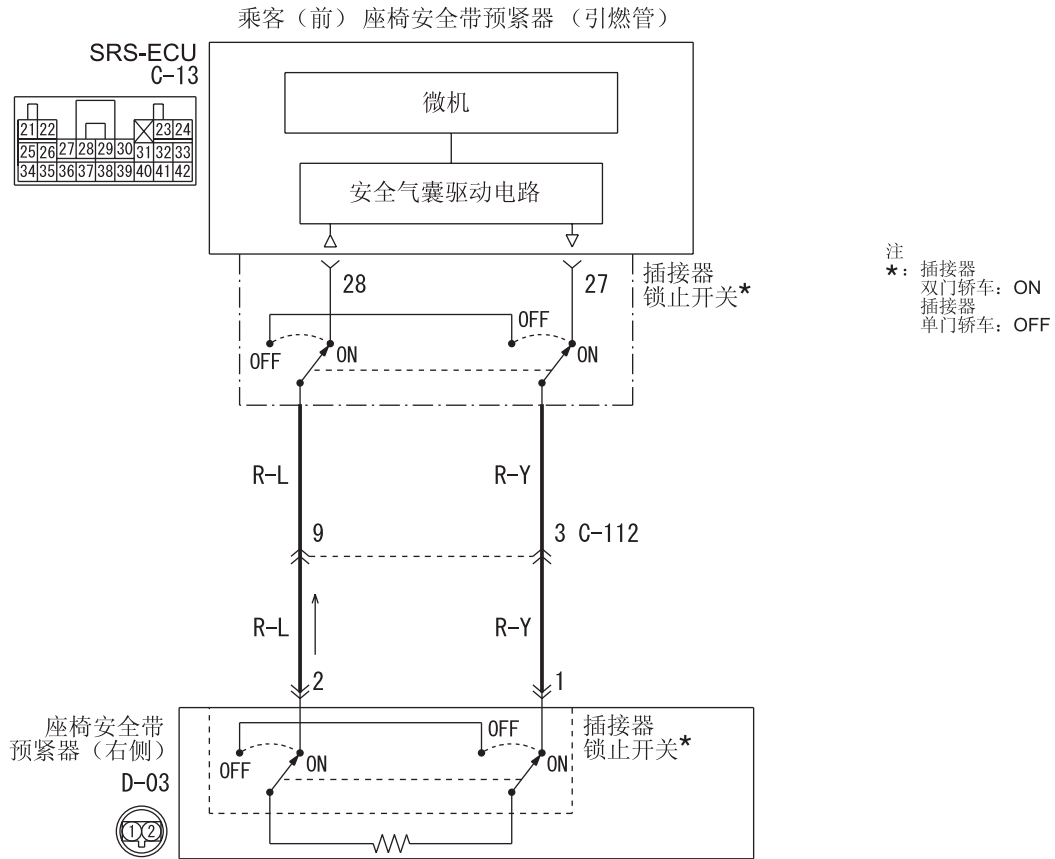 乘客（前） 座椅安全带预紧器 （引燃管）
SRS-ECU
C-13
微机
21 22 23 24
25 26 27 28 29 30 31 32 33
34 35 36 37 38 39 40 41 42
安全气囊驱动电路
28
27
插接器
锁止开关*
注
*：插接器
双门轿车：ON
插接器
单门轿车：OFF
OFF
OFF ON
ON
R-L
R-Y
9
3 C-112
R-L
R-Y
2
1
座椅安全带
预紧器（右侧）
D-03
OFF
OFF ON
ON
插接器
锁止开关*
1 2